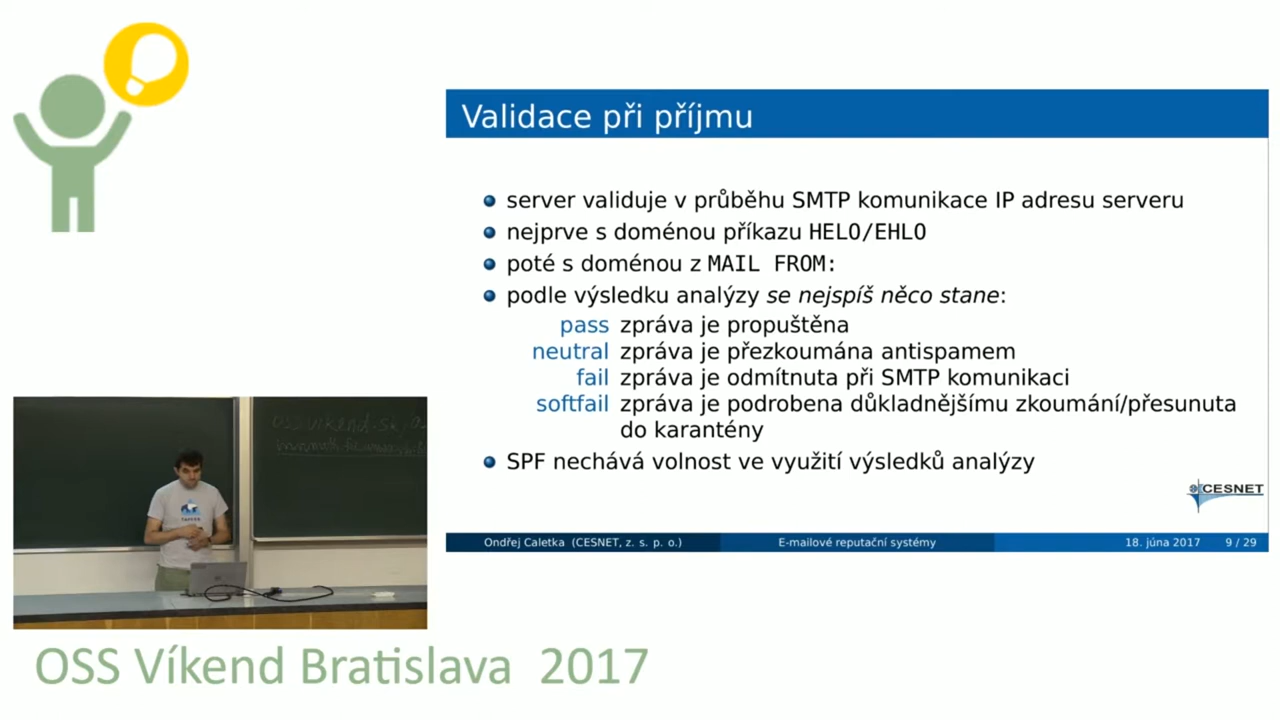 Validace při příjmu
server validuje v průběhu SMTP komunikace IP adresu serveru
nejprve s doménou příkazu HELO/EHLO
poté s doménou z MAIL FROM:
podle výsledku analýzy se nejspíš něco stane:
pass zpráva je propuštěna
neutral zpráva je přezkoumána antispamem
fail zpráva je odmítnuta při SMTP komunikaci
softfail zpráva je podrobena důkladnějšímu zkoumání/přesunuta
do karantény
SPF nechává volnost ve využití výsledků analýzy
CESNET
Ondřej Caletka (CESNET, z. s. p. o.) E-mailové reputační systémy 18. júna 2017 9 / 29
OSS Víkend Bratislava 2017